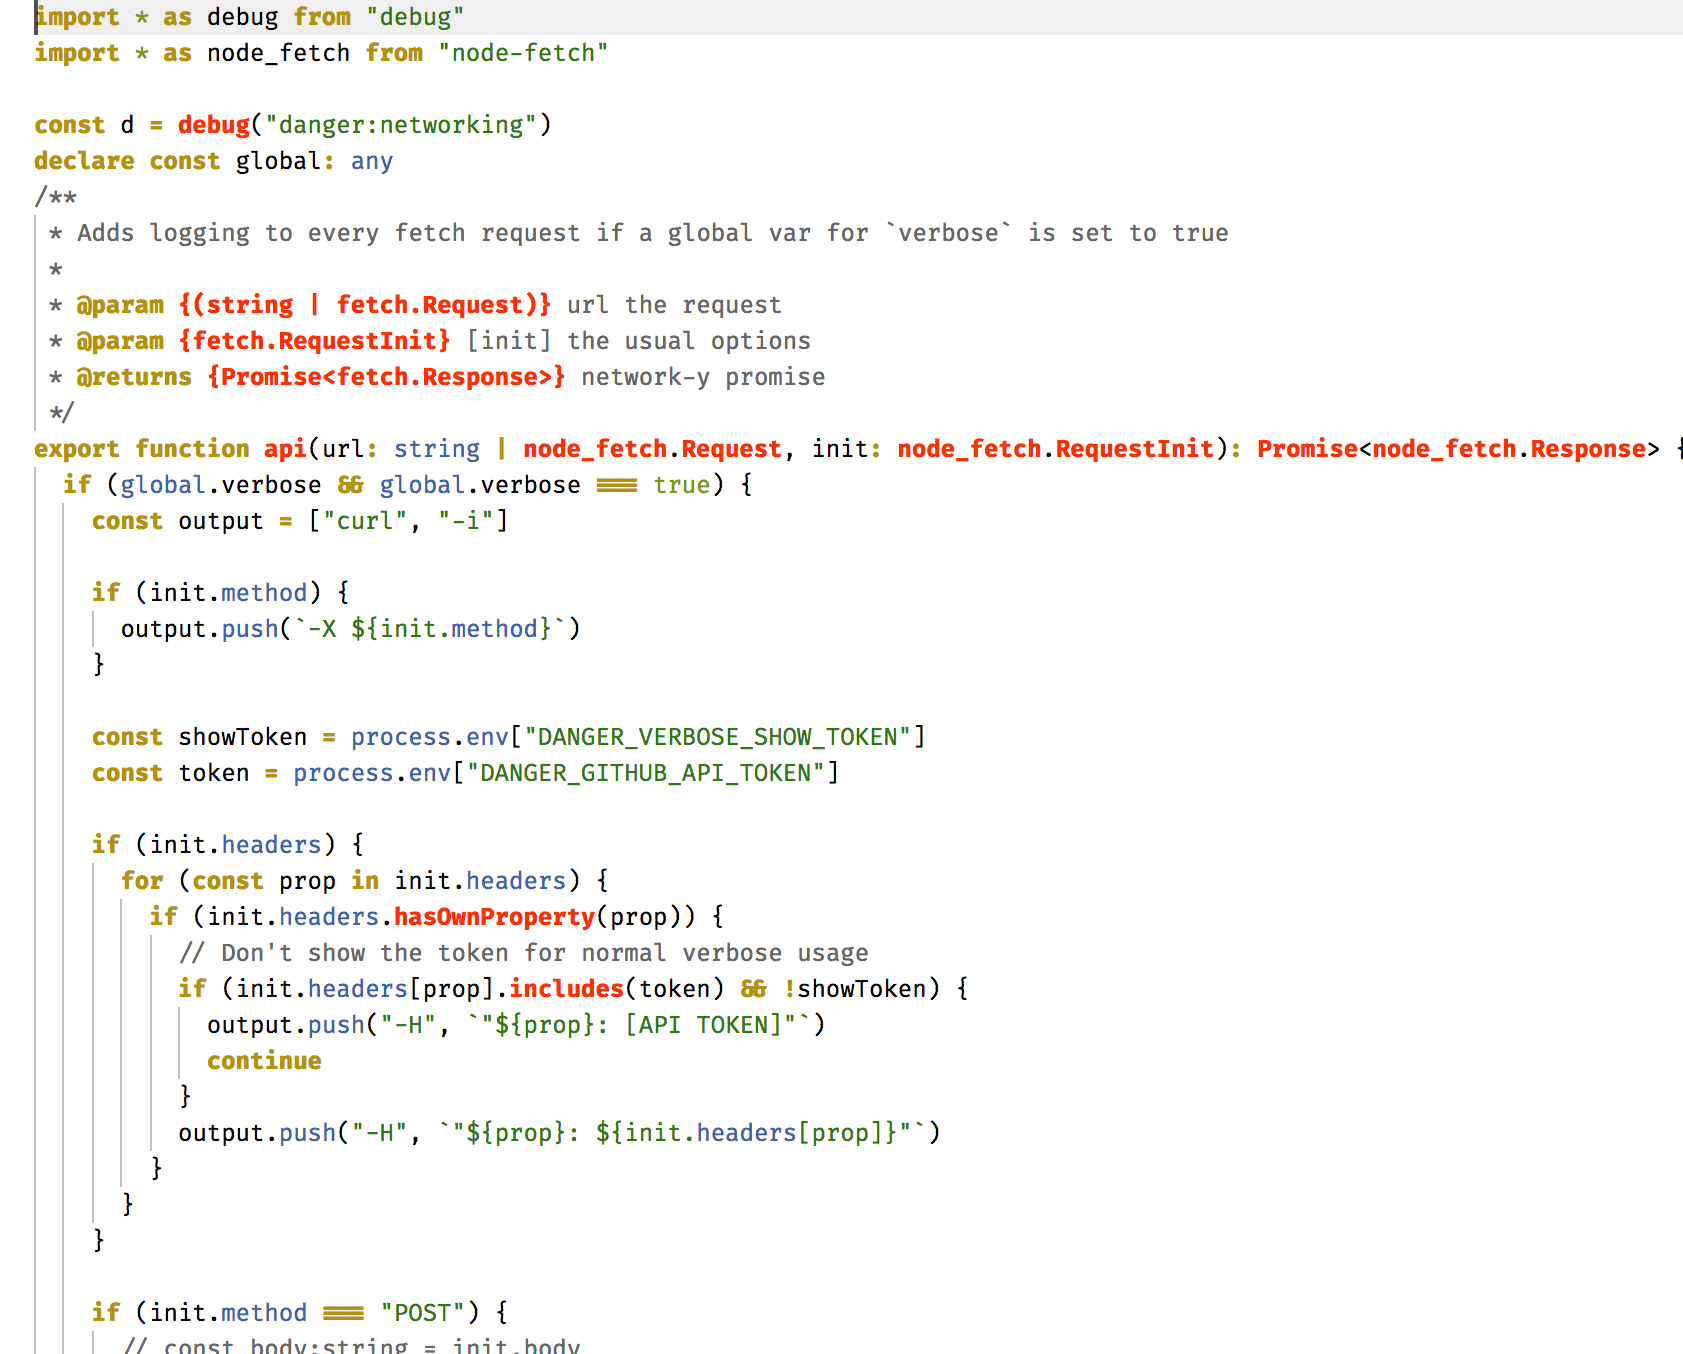 import * as debug from "debug"
import * as node_fetch from "node-fetch"
const d = debug("danger:networking")
declare const global: any
/**
* Adds logging to every fetch request if a global var for `verbose` is set to true
*
* @param {(string | fetch.Request)} url the request
* @param {fetch.RequestInit} [init] the usual options
* @returns {Promise<fetch.Response>} network-y promise
*/
export function api(url: string | node_fetch.Request, init: node_fetch.RequestInit): Promise<node_fetch.Response> {
if (global.verbose && global.verbose === true) {
const output = ["curl", "-i"]
if (init.method) {
output.push(`-X ${init.method}`)
}
const showToken = process.env["DANGER_VERBOSE_SHOW_TOKEN"]
const token = process.env["DANGER_GITHUB_API_TOKEN"]
if (init.headers) {
for (const prop in init.headers) {
if (init.headers.hasOwnProperty(prop)) {
// Don't show the token for normal verbose usage
if (init.headers[prop].includes(token) && !showToken) {
output.push("-H", `"${prop}: [API TOKEN]"`)
continue
}
output.push("-H", `"${prop}: ${init.headers[prop]}"`)
}
}
}
if (init.method === "POST") {
// const body:string = init.body